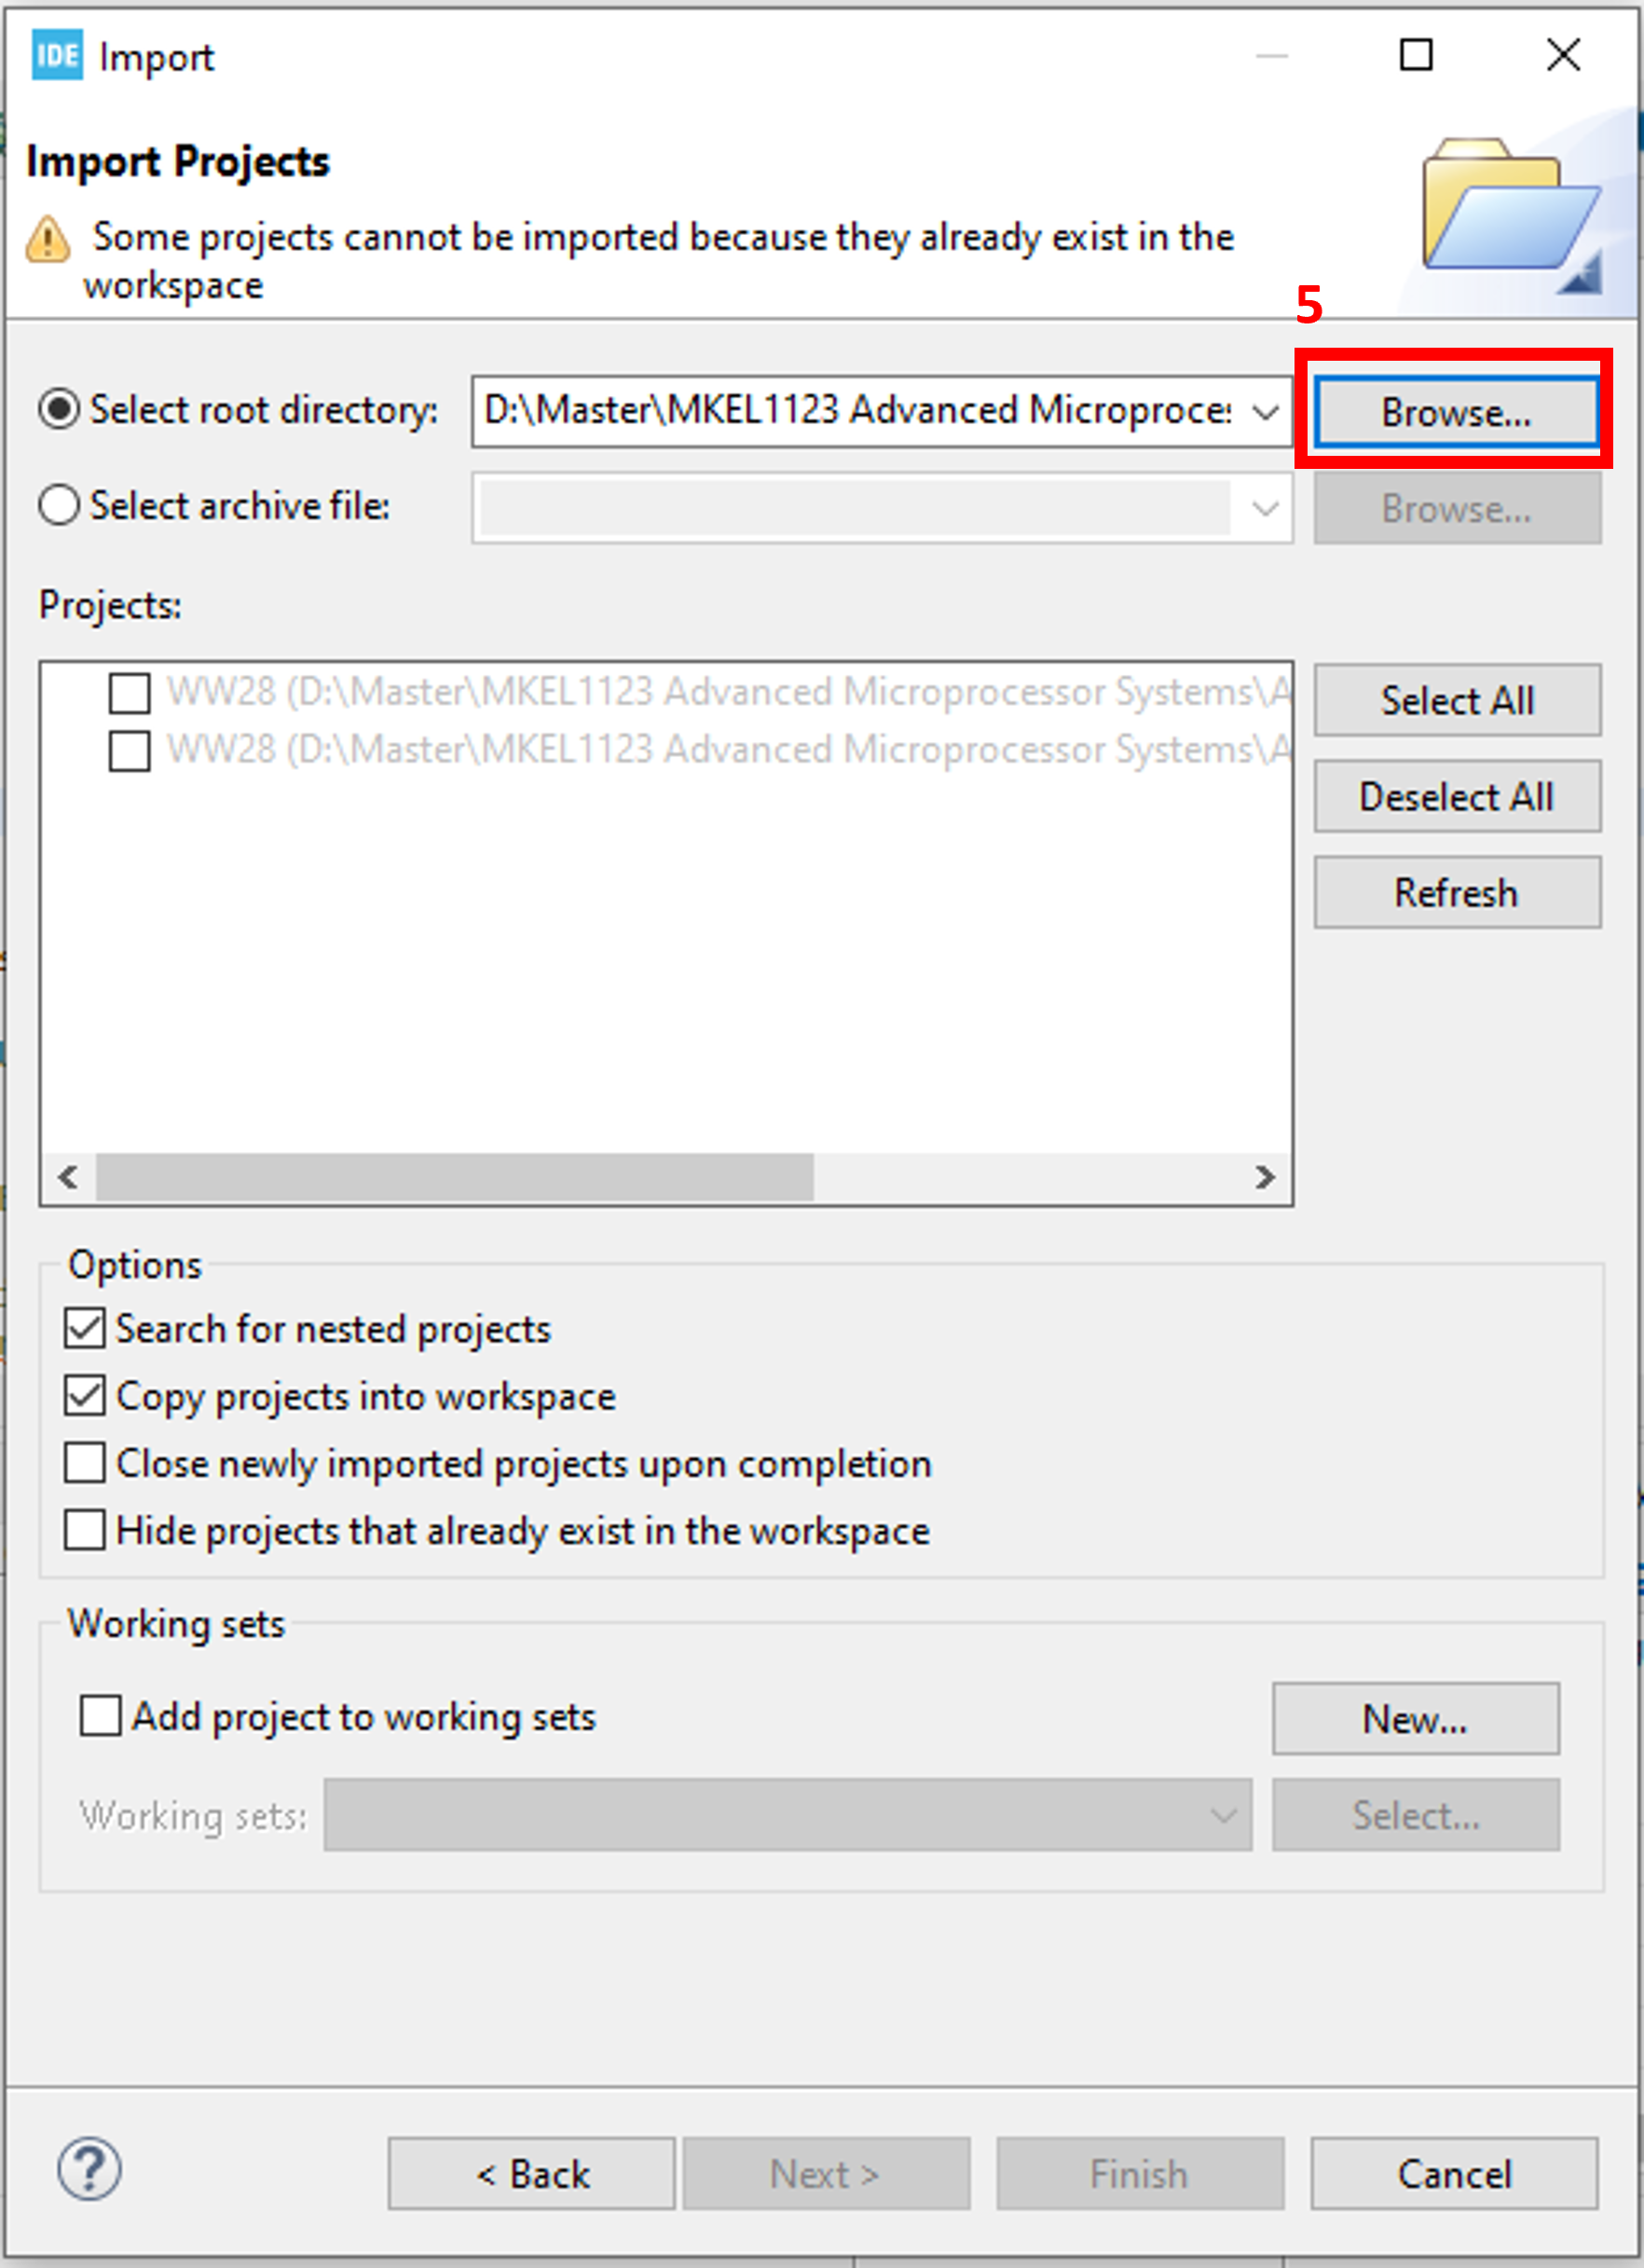 IDE Import
Import Projects
Some projects cannot be imported because they already exist in the
workspace
5
Select root directory: D:\Master\MKEL1123 Advanced Microproces Browse...
Select archive file: Browse...
Projects:
WW28 (D:\Master\MKEL1123 Advanced Microprocessor Systems\A Select All
WW28 (D:\Master\MKEL1123 Advanced Microprocessor Systems\A
Deselect All
Refresh
Options
Search for nested projects
Copy projects into workspace
Close newly imported projects upon completion
Hide projects that already exist in the workspace
Working sets
Add project to working sets New...
Working sets: Select...
? < Back Next > Finish Cancel